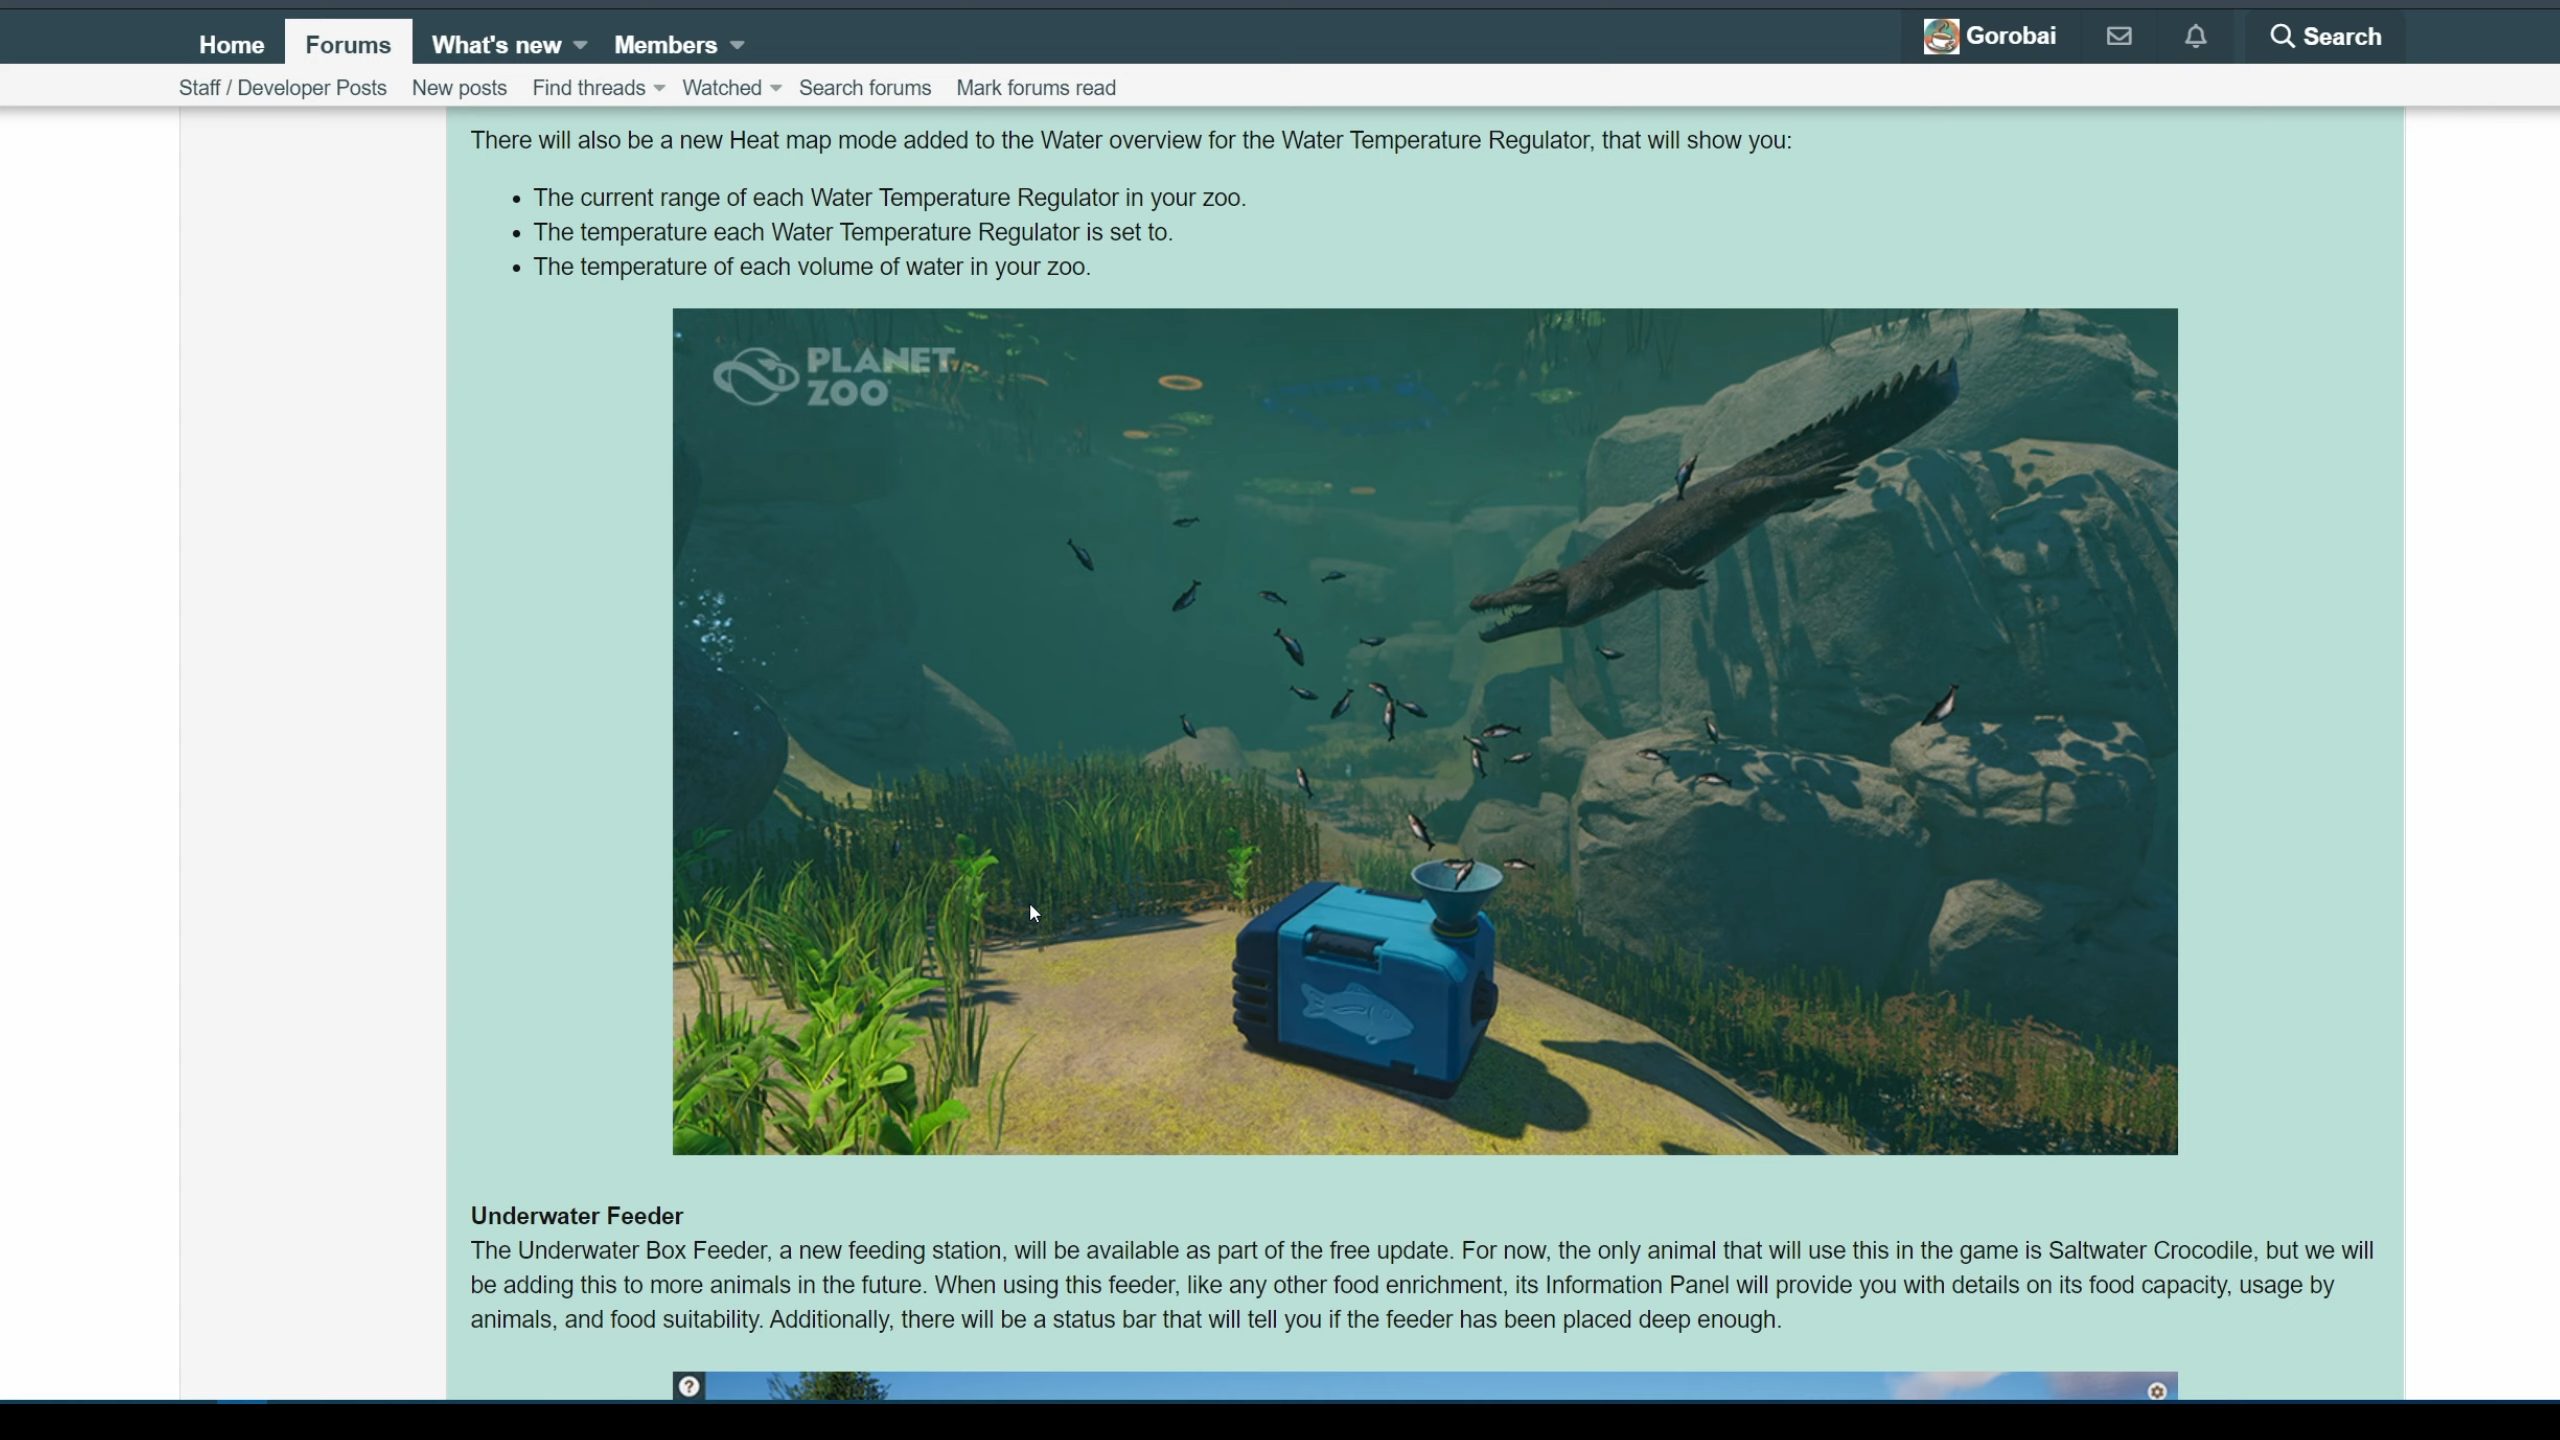 Home Forums What's new Members Gorobai Search
Staff / Developer Posts New posts Find threads Watched Search forums Mark forums read
There will also be a new Heat map mode added to the Water overview for the Water Temperature Regulator, that will show you:
• The current range of each Water Temperature Regulator in your zoo.
• The temperature each Water Temperature Regulator is set to.
• The temperature of each volume of water in your zoo.
PLANET
ZOO
Underwater Feeder
The Underwater Box Feeder, a new feeding station, will be available as part of the free update. For now, the only animal that will use this in the game is Saltwater Crocodile, but we will
be adding this to more animals in the future. When using this feeder, like any other food enrichment, its Information Panel will provide you with details on its food capacity, usage by
animals, and food suitability. Additionally, there will be a status bar that will tell you if the feeder has been placed deep enough.
?